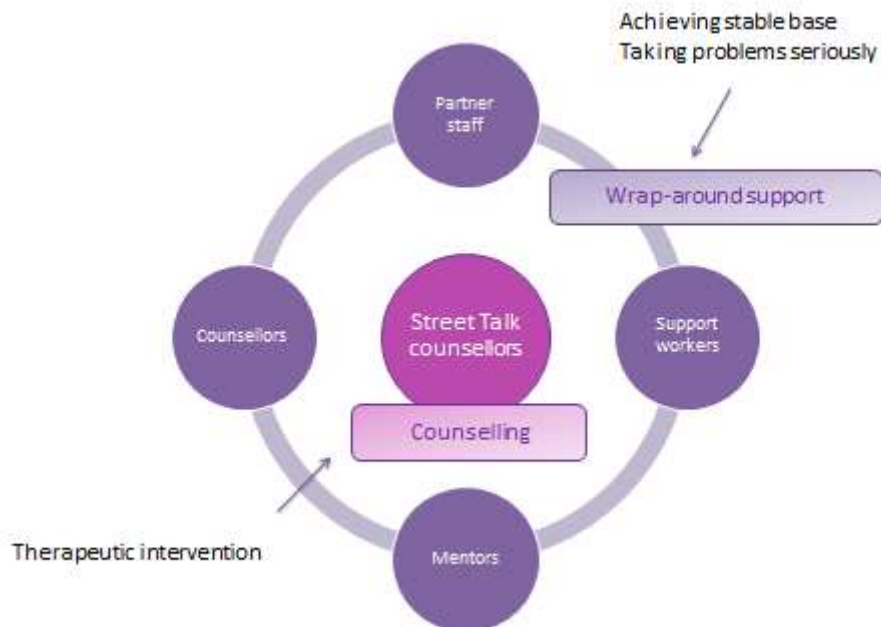 Achieving stable base
Taking problems seriously
Partner
staff
Wrap-around support
Counsellors
Street Talk
counsellors
Support
workers
Counselling
Therapeutic intervention
Mentors